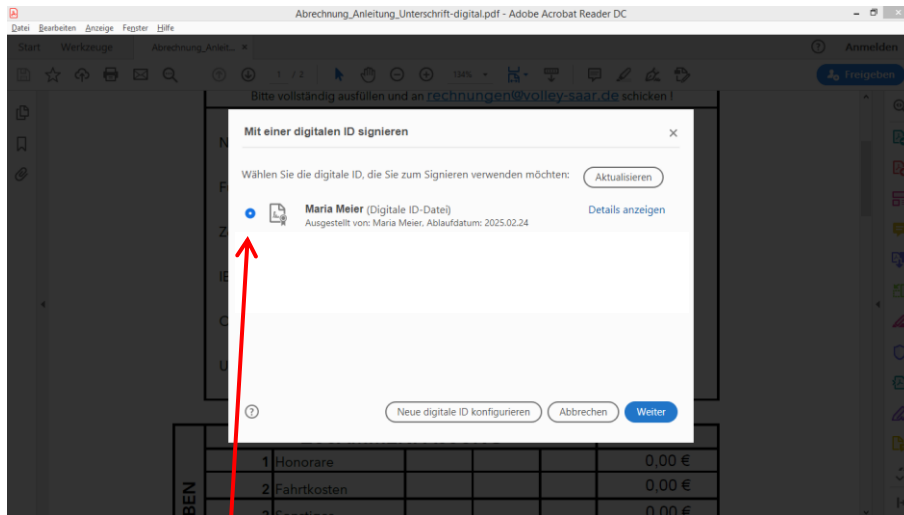 Abrechnung_Anleitung_Unterschrift-digital.pdf - Adobe Acrobat Reader DC
Datei Bearbeiten Anzeige Fenster Hilfe
Start Werkzeuge Abrechnung_Anleit... × Anmelden
1 / 2 134% Freigeben
Bitte vollständig ausfüllen und an rechnungen@volley-saar.de schicken !
Mit einer digitalen ID signieren
Wählen Sie die digitale ID, die Sie zum Signieren verwenden möchten: Aktualisieren
Maria Meier (Digitale ID-Datei) Details anzeigen
Ausgestellt von: Maria Meier. Ablaufdatum: 2025.02.24
Neue digitale ID konfigurieren Abbrechen Weiter
1 Honorare 0,00 €
2 Fahrtkosten 0,00 €